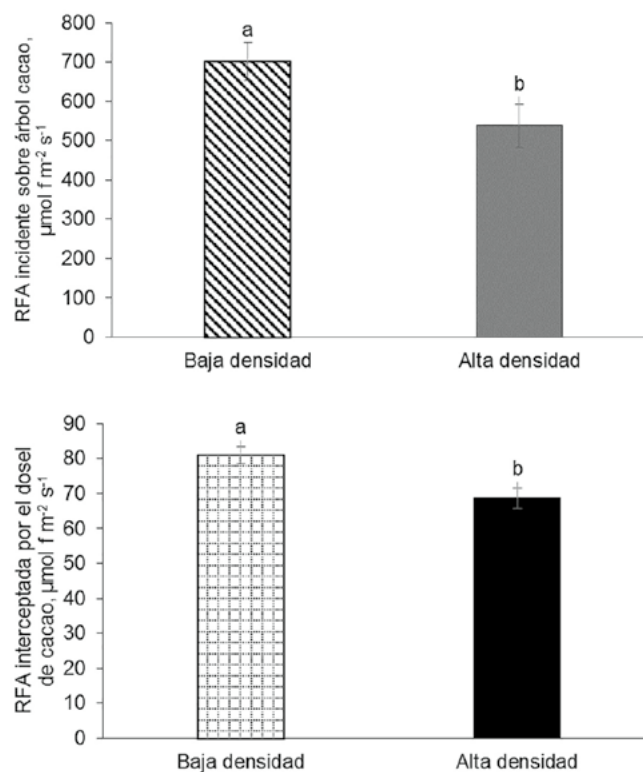 RFA incidente sobre árbol cacao,
µmol f m-² s-¹
800
700
600
500
400
300
200
100
0
a
b
Baja densidad
Alta densidad
RFA interceptada por el dosel
de cacao, µmol f m-² s-¹
90
80
70
60
50
40
30
20
10
0
a
b
Baja densidad
Alta densidad